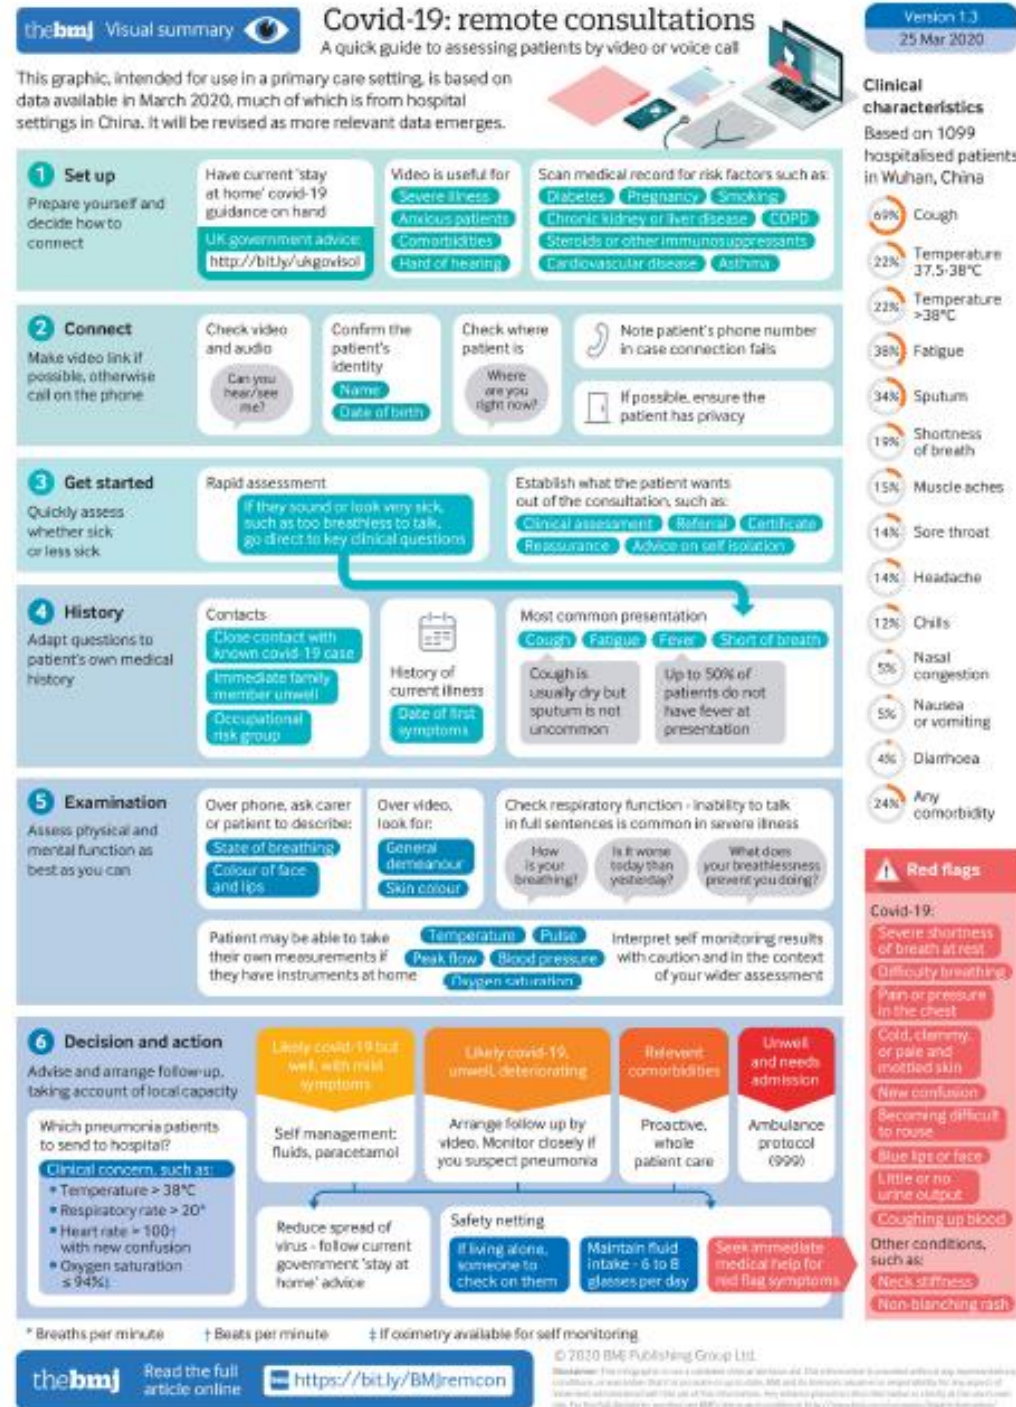 thebmj Visual summary
Covid-19: remote consultations
A quick guide to assessing patients by video or voice call
Version 1.3
25 Mar 2020
This graphic, intended for use in a primary care setting, is based on
data available in March 2020, much of which is from hospital
settings in China. It will be revised as more relevant data emerges.
1 Set up
Prepare yourself and
decide how to
connect
Have current 'stay
at home' covid-19
guidance on hand
UK government advice:
http://bit.ly/ukgovisol
Video is useful for
Severe illness
Anxious patients
Comorbidities
Hard of hearing
Scan medical record for risk factors such as:
Diabetes Pregnancy Smoking
Chronic kidney or liver disease COPD
Steroids or other immunosuppressants
Cardiovascular disease Asthma
2 Connect
Make video link if
possible, otherwise
call on the phone
Check video
and audio
Can you
hear/see
me?
Confirm the
patient's
identity
Name
Date of birth
Check where
patient is
Where
are you
right now?
Note patient's phone number
in case connection fails
If possible, ensure the
patient has privacy
3 Get started
Quickly assess
whether sick
or less sick
Rapid assessment
If they sound or look very sick,
such as too breathless to talk,
go direct to key clinical questions
Establish what the patient wants
out of the consultation, such as:
Clinical assessment Referral Certificate
Reassurance Advice on self isolation
4 History
Adapt questions to
patient's own medical
history
Contacts
Close contact with
known covid-19 case
Immediate family
member unwell
Occupational
risk group
History of
current illness
Date of first
symptoms
Most common presentation
Cough Fatigue Fever Short of breath
Cough is
usually dry but
sputum is not
uncommon
Up to 50% of
patients do not
have fever at
presentation
5 Examination
Assess physical and
mental function as
best as you can
Over phone, ask carer
or patient to describe:
State of breathing
Colour of face
and lips
Over video,
look for:
General
demeanour
Skin colour
Check respiratory function - inability to talk
in full sentences is common in severe illness
How
is your
breathing?
Is it worse
today than
yesterday?
What does
your breathlessness
prevent you doing?
Patient may be able to take
their own measurements if
they have instruments at home
Temperature Pulse
Peak flow Blood pressure
Oxygen saturation
Interpret self monitoring results
with caution and in the context
of your wider assessment
6 Decision and action
Advise and arrange follow-up,
taking account of local capacity
Which pneumonia patients
to send to hospital?
Clinical concern, such as:
• Temperature > 38°C
• Respiratory rate > 20*
• Heart rate > 100†
with new confusion
• Oxygen saturation
≤ 94%‡
Likely covid-19 but
well, with mild
symptoms
Self management:
fluids, paracetamol
Likely covid-19,
unwell, deteriorating
Arrange follow up by
video. Monitor closely if
you suspect pneumonia
Relevant
comorbidities
Proactive,
whole
patient care
Unwell
and needs
admission
Ambulance
protocol
(999)
Reduce spread of
virus - follow current
government 'stay at
home' advice
Safety netting
If living alone,
someone to
check on them
Maintain fluid
intake - 6 to 8
glasses per day
Seek immediate
medical help for
red flag symptoms
* Breaths per minute † Beats per minute ‡ If oximetry available for self monitoring
Clinical
characteristics
Based on 1099
hospitalised patients
in Wuhan, China
69% Cough
22% Temperature
37.5-38°C
22% Temperature
>38°C
38% Fatigue
34% Sputum
19% Shortness
of breath
15% Muscle aches
14% Sore throat
14% Headache
12% Chills
5% Nasal
congestion
5% Nausea
or vomiting
4% Diarrhoea
24% Any
comorbidity
Red flags
Covid-19:
Severe shortness
of breath at rest
Difficulty breathing
Pain or pressure
in the chest
Cold, clammy,
or pale and
mottled skin
New confusion
Becoming difficult
to rouse
Blue lips or face
Little or no
urine output
Coughing up blood
Other conditions,
such as:
Neck stiffness
Non-blanching rash
thebmj
Read the full
article online
https://bit.ly/BMJremcon
© 2020 BMJ Publishing Group Ltd.